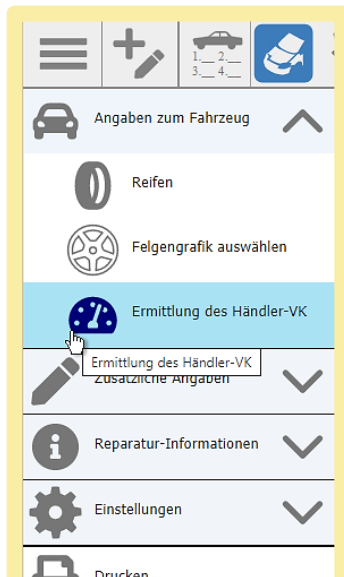 1.__ 2.__
3.__ 4.__
Angaben zum Fahrzeug
Reifen
Felgengrafik auswählen
Ermittlung des Händler-VK
Ermittlung des Händler-VK
Zusätzliche Angaben
Reparatur-Informationen
Einstellungen
Drucken